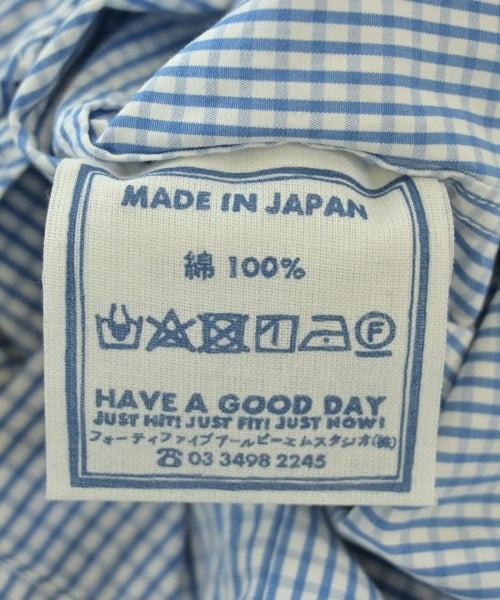 MADE IN JAPAN
綿 100%
F
HAVE A GOOD DAY
JUST HIT! JUST FIT! JUST NOW!
フォーティファイブアールピーエムスタジオ(株)
☎ 03 3498 2245